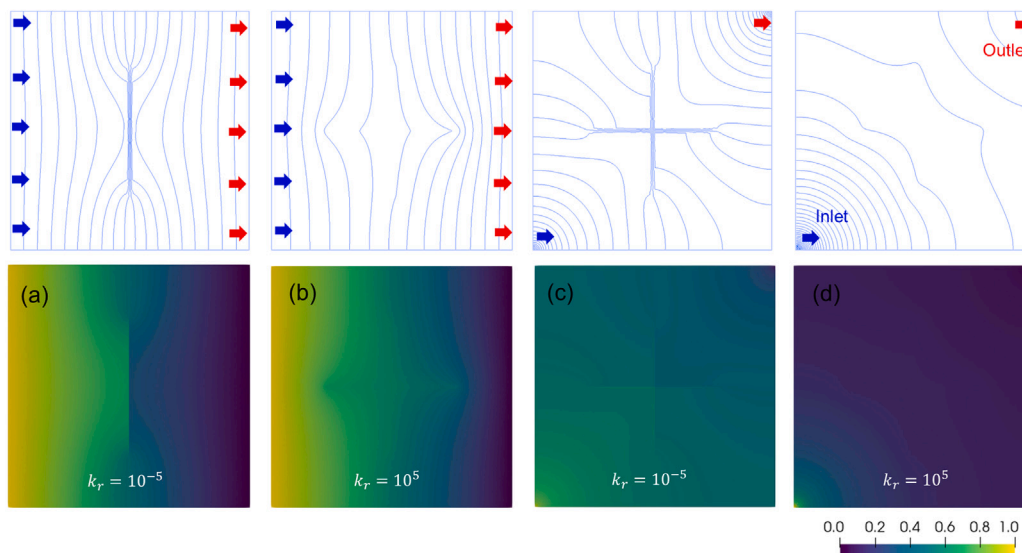 Outle
Inlet
(a)
(b)
(c)
(d)
k_r = 10^{-5}
k_r = 10^5
k_r = 10^{-5}
k_r = 10^5
0.0 0.2 0.4 0.6 0.8 1.0